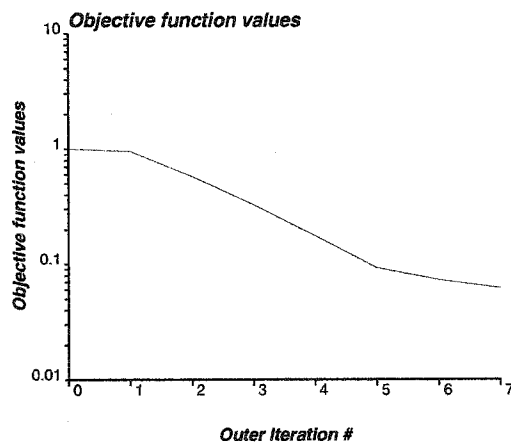 Objective function values
10
1
0.1
0.01
Objective function values
0 1 2 3 4 5 6 7
Outer Iteration #